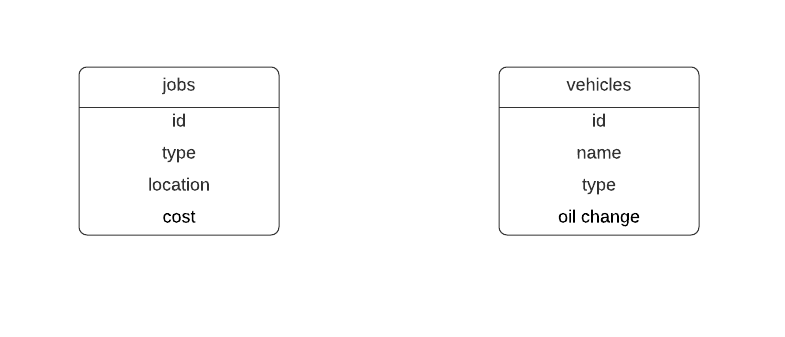 jobs
id
type
location
cost
vehicles
id
name
type
oil change